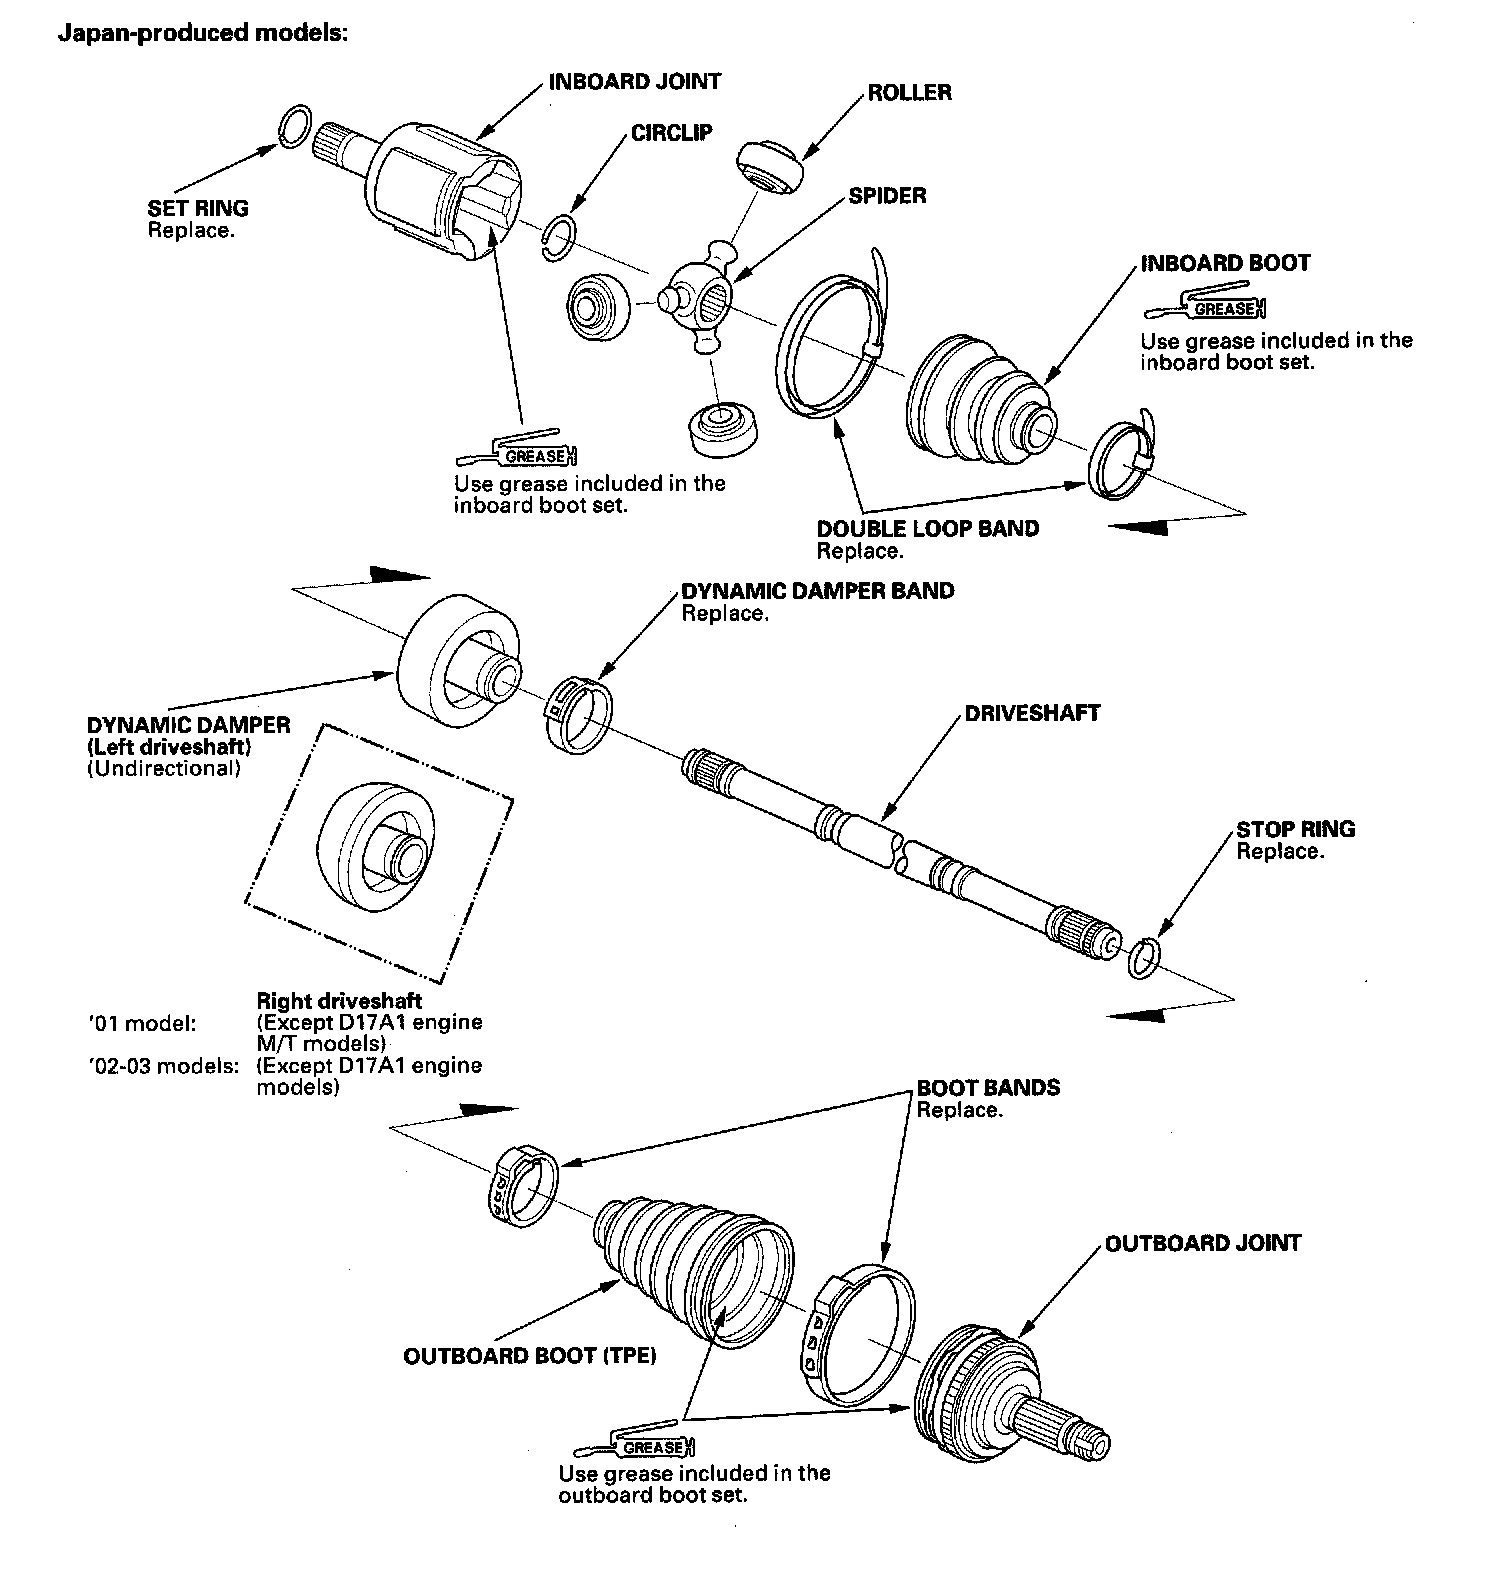 Japan-produced models:
INBOARD JOINT
ROLLER
CIRCLIP
SPIDER
SET RING
Replace.
INBOARD BOOT
GREASE
Use grease included in the
inboard boot set.
GREASE
Use grease included in the
inboard boot set.
DOUBLE LOOP BAND
Replace.
DYNAMIC DAMPER BAND
Replace.
DRIVESHAFT
DYNAMIC DAMPER
(Left driveshaft)
(Undirectional)
STOP RING
Replace.
Right driveshaft
'01 model: (Except D17A1 engine
M/T models)
'02-03 models: (Except D17A1 engine
models)
BOOT BANDS
Replace.
OUTBOARD JOINT
OUTBOARD BOOT (TPE)
GREASE
Use grease included in the
outboard boot set.